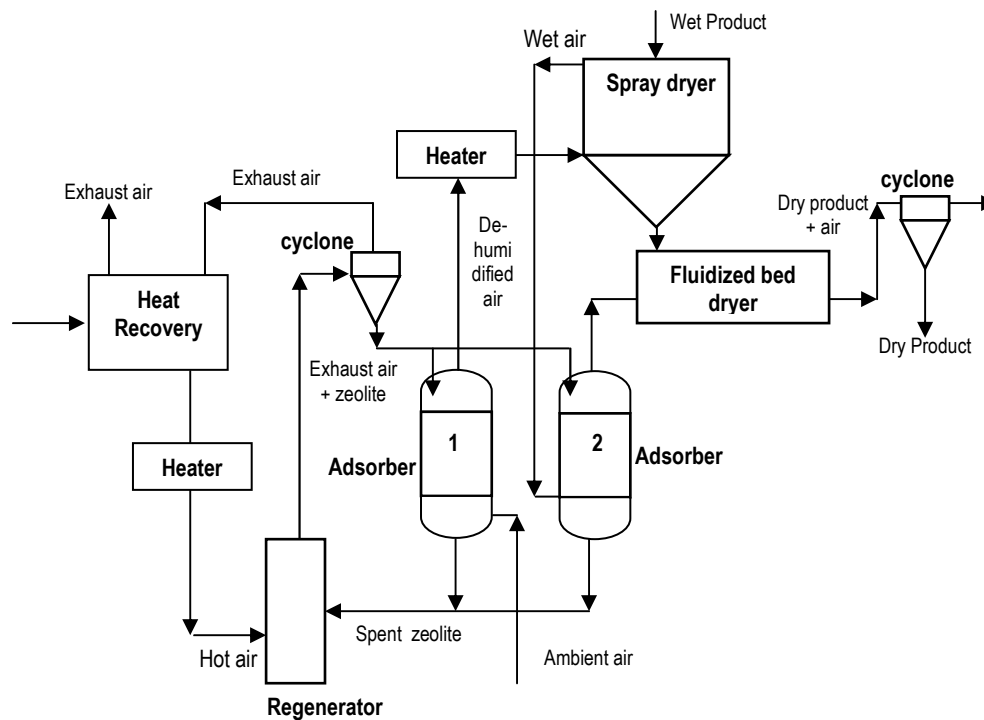 Wet Product
Wet air
Spray dryer
Heater
Exhaust air
Exhaust air
cyclone
Dry product
+ air
cyclone
De-
humi
dified
air
Fluidized bed
dryer
Heat
Recovery
Dry Product
Exhaust air
+ zeolite
1
2
Adsorber
Adsorber
Heater
Spent zeolite
Hot air
Ambient air
Regenerator